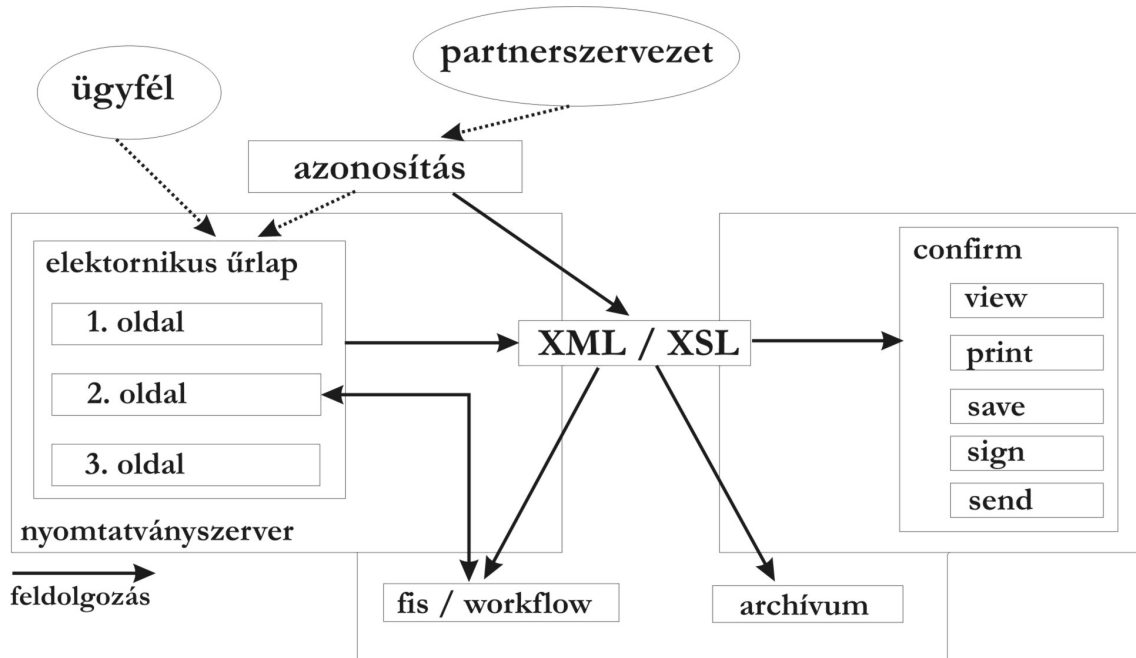 partnerszervezet
ügyfél
azonosítás
elektornikus űrlap
1. oldal
2. oldal
3. oldal
nyomtatványszerver
XML / XSL
confirm
view
print
save
sign
send
feldolgozás
fis / workflow
archívum